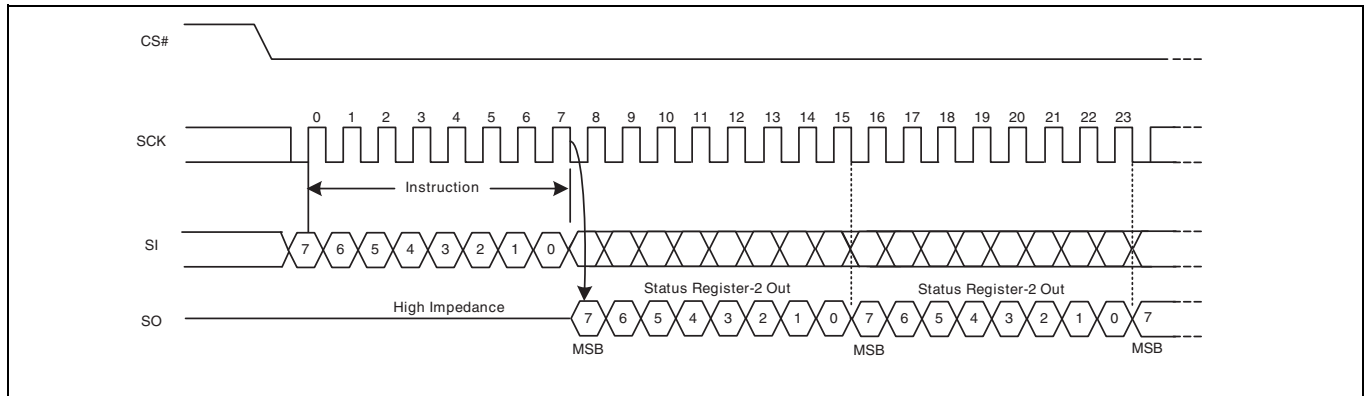 CS#
0 1 2 3 4 5 6 7 8 9 10 11 12 13 14 15 16 17 18 19 20 21 22 23
SCK
Instruction
SI
7 6 5 4 3 2 1 0
Status Register-2 Out Status Register-2 Out
High Impedance
SO
7 6 5 4 3 2 1 0 7 6 5 4 3 2 1 0 7
MSB MSB MSB